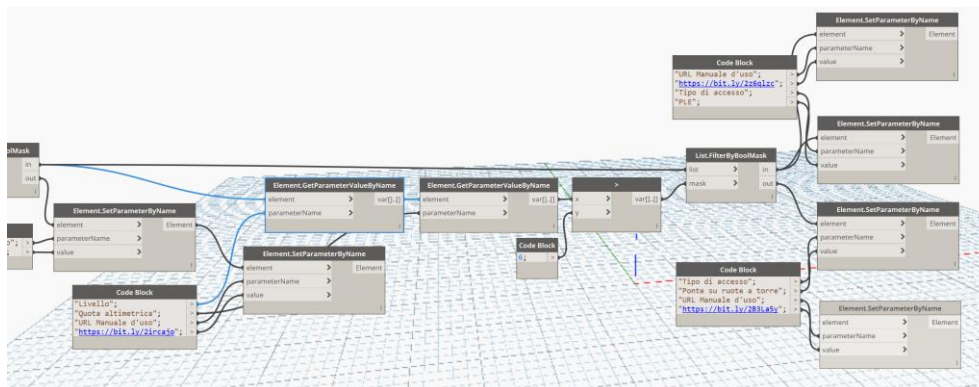 Element.SetParameterByName
element > Element
parameterName >
value >
Code Block
"URL Manuale d'uso"; >
"https://bit.ly/2z6qlzc"; >
"Tipo di accesso"; >
"PLE"; >
Element.SetParameterByName
element > Element
parameterName >
value >
olMask
in
out
List.FilterByBoolMask
list > in
mask > out
Element.GetParameterValueByName
element > var[]..[]
parameterName >
Element.GetParameterValueByName
element > var[]..[]
parameterName >
>
x > var[]..[]
y >
Element.SetParameterByName
element > Element
parameterName >
value >
Code Block
6; >
Element.SetParameterByName
element > Element
parameterName >
value >
Element.SetParameterByName
element > Element
parameterName >
value >
Code Block
"Livello"; >
"Quota altimetrica"; >
"URL Manuale d'uso"; >
"https://bit.ly/2ircajo"; >
Code Block
"Tipo di accesso"; >
"Ponte su ruote a torre"; >
"URL Manuale d'uso"; >
"https://bit.ly/2B3La5y"; >
Element.SetParameterByName
element > Element
parameterName >
value >